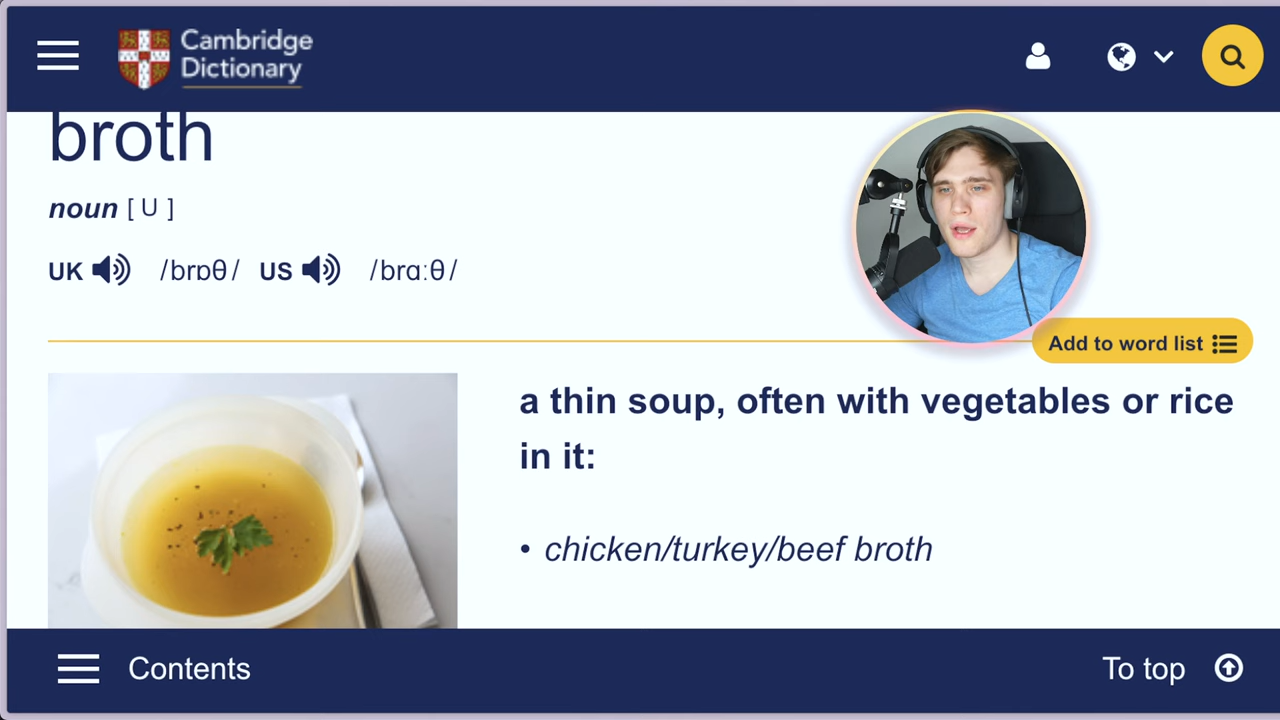 Cambridge
Dictionary
broth
noun [ U ]
UK /brɒθ/ US /brɑːθ/
Add to word list
a thin soup, often with vegetables or rice
in it:
• chicken/turkey/beef broth
Contents
To top